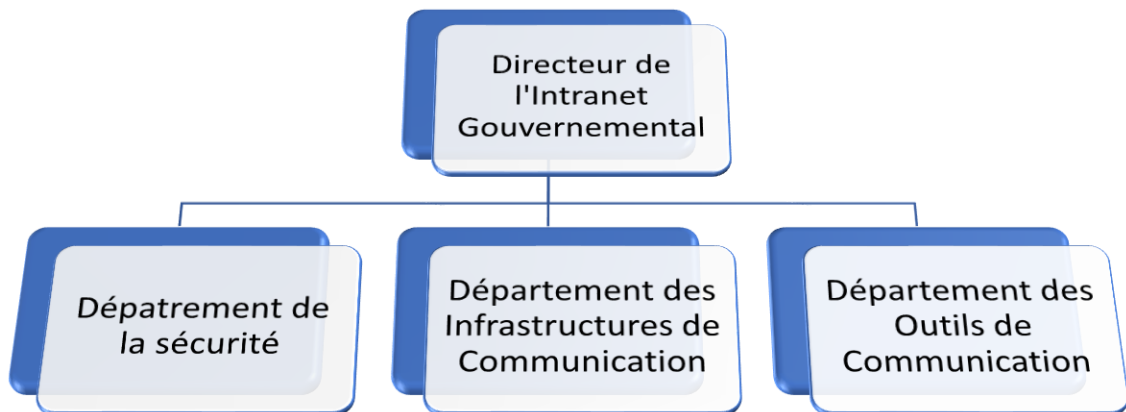 Directeur de
l'Intranet
Gouvernemental
Dépatrement de
la sécurité
Département des
Infrastructures de
Communication
Département des
Outils de
Communication